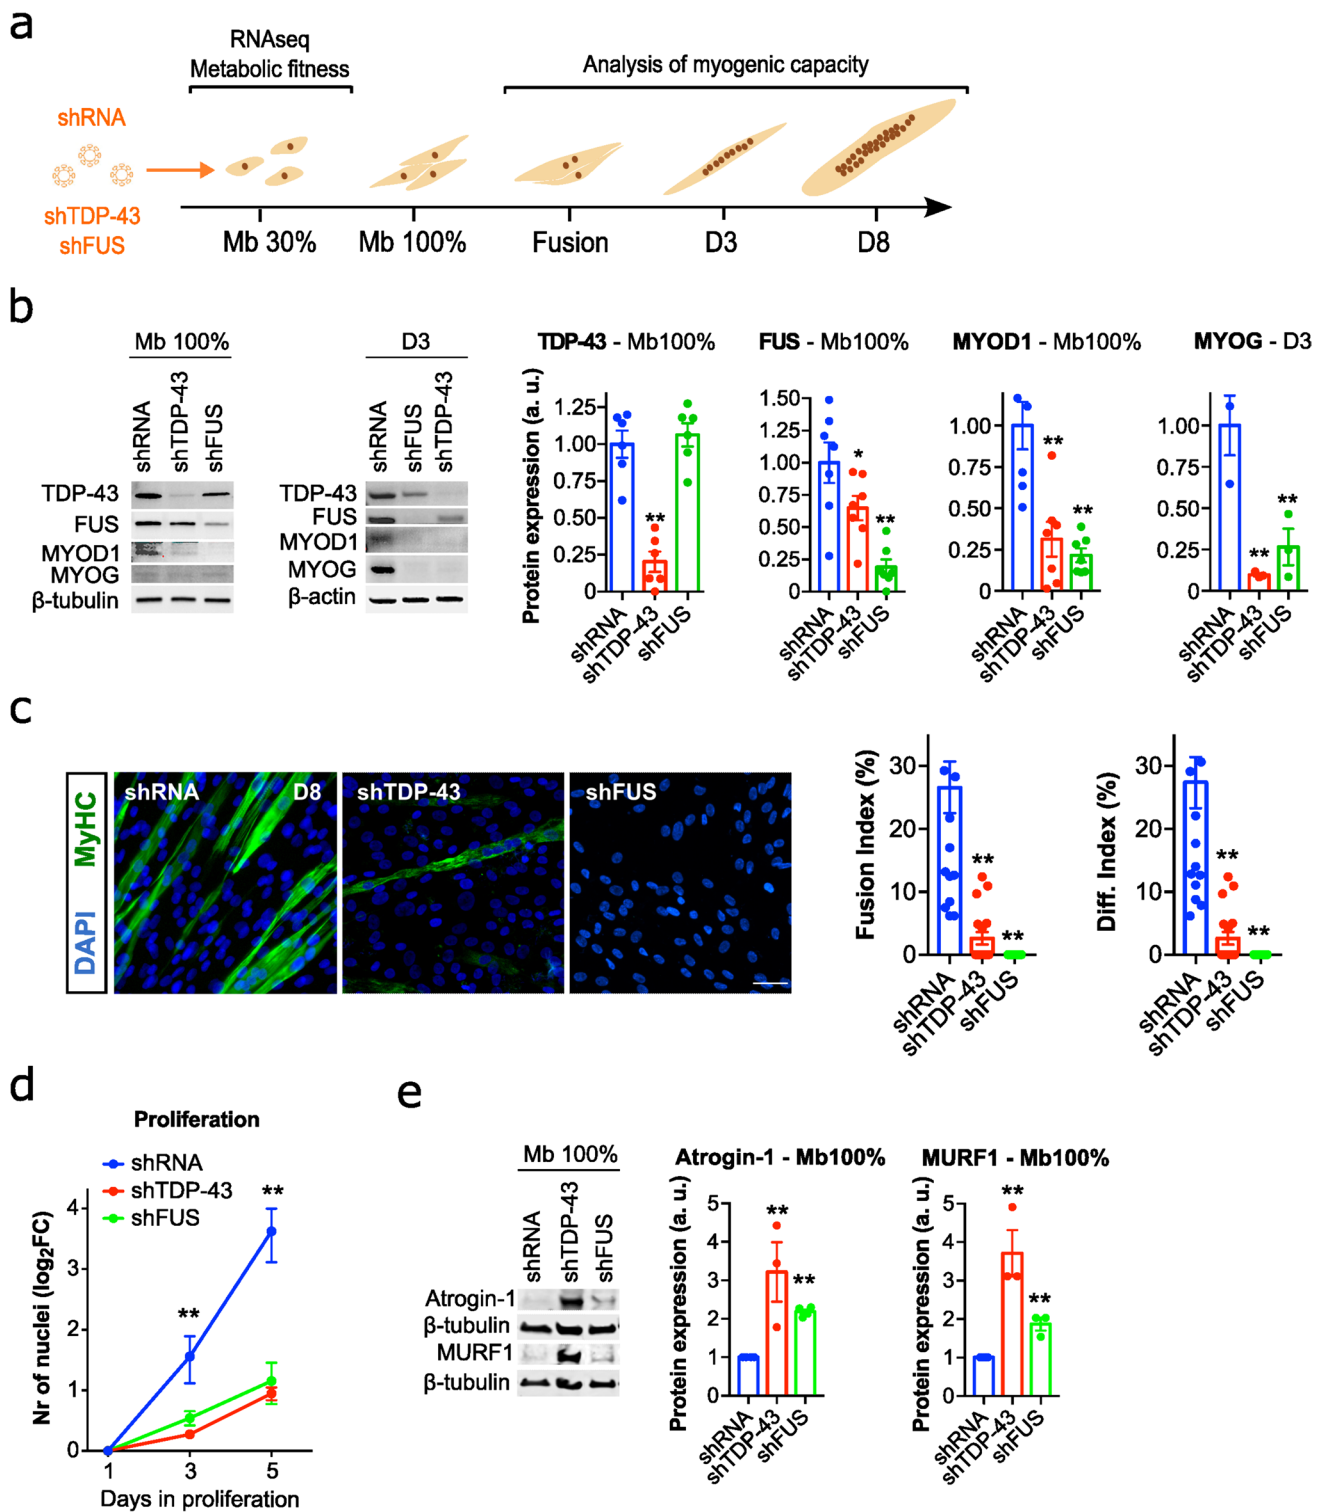 a
RNAseq
Metabolic fitness
Analysis of myogenic capacity
shRNA
shTDP-43
shFUS
Mb 30%
Mb 100%
Fusion
D3
D8
b
Mb 100%
shRNA
shTDP-43
shFUS
TDP-43
FUS
MYOD1
MYOG
β-tubulin
D3
shRNA
shFUS
shTDP-43
TDP-43
FUS
MYOD1
MYOG
β-actin
TDP-43 - Mb100%
Protein expression (a. u.)
1.25
1.00
0.75
0.50
0.25
0
**
shRNA
shTDP-43
shFUS
FUS - Mb100%
1.50
1.25
1.00
0.75
0.50
0.25
0
*
**
shRNA
shTDP-43
shFUS
MYOD1 - Mb100%
1.00
0.75
0.50
0.25
0
**
**
shRNA
shTDP-43
shFUS
MYOG - D3
1.00
0.75
0.50
0.25
0
**
**
shRNA
shTDP-43
shFUS
c
DAPI MyHC
shRNA
D8
shTDP-43
shFUS
Fusion Index (%)
30
20
10
0
**
**
shRNA
shTDP-43
shFUS
Diff. Index (%)
30
20
10
0
**
**
shRNA
shTDP-43
shFUS
d
Proliferation
shRNA
shTDP-43
shFUS
Nr of nuclei (log2FC)
4
3
2
1
0
**
**
1 3 5
Days in proliferation
e
Mb 100%
shRNA
shTDP-43
shFUS
Atrogin-1
β-tubulin
MURF1
β-tubulin
Atrogin-1 - Mb100%
Protein expression (a. u.)
5
4
3
2
1
0
**
**
shRNA
shTDP-43
shFUS
MURF1 - Mb100%
Protein expression (a. u.)
5
4
3
2
1
0
**
**
shRNA
shTDP-43
shFUS